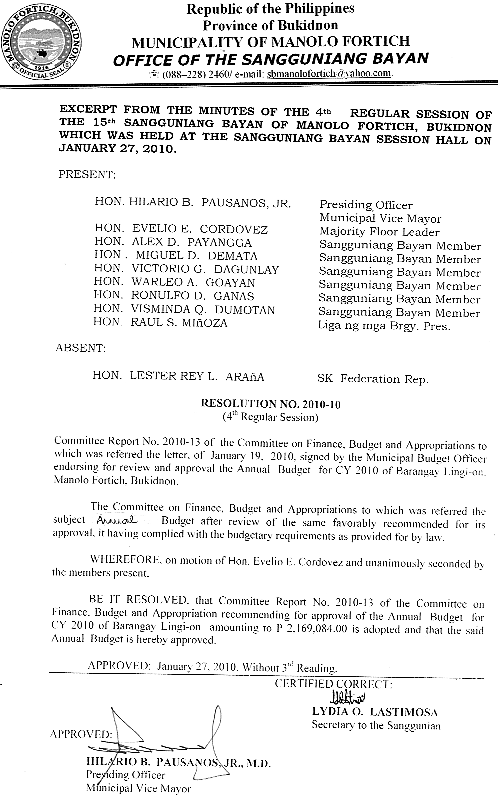 MANOLO FORTICH, BUKIDNON
OFFICIAL SEAL
Republic of the Philippines
Province of Bukidnon
MUNICIPALITY OF MANOLO FORTICH
OFFICE OF THE SANGGUNIANG BAYAN
☏ (088-228) 2460/ e-mail: sbmanolofortich@yahoo.com.
EXCERPT FROM THE MINUTES OF THE 4th REGULAR SESSION OF
THE 15th SANGGUNIANG BAYAN OF MANOLO FORTICH, BUKIDNON
WHICH WAS HELD AT THE SANGGUNIANG BAYAN SESSION HALL ON
JANUARY 27, 2010.
PRESENT:
HON. HILARIO B. PAUSANOS, JR. Presiding Officer
Municipal Vice Mayor
HON. EVELIO E. CORDOVEZ Majority Floor Leader
HON. ALEX D. PAYANGGA Sangguniang Bayan Member
HON . MIGUEL D. DEMATA Sangguniang Bayan Member
HON. VICTORIO G. DAGUNLAY Sangguniang Bayan Member
HON. WARLEO A. GOAYAN Sangguniang Bayan Member
HON. RONULFO D. GANAS Sangguniang Bayan Member
HON. VISMINDA Q. DUMOTAN Sangguniang Bayan Member
HON. RAUL S. MIñOZA Liga ng mga Brgy. Pres.
ABSENT:
HON. LESTER REY L. ARAñA SK Federation Rep.
RESOLUTION NO. 2010-10
(4th Regular Session)
Committee Report No. 2010-13 of the Committee on Finance, Budget and Appropriations to
which was referred the letter, of January 19, 2010, signed by the Municipal Budget Officer
endorsing for review and approval the Annual Budget for CY 2010 of Barangay Lingi-on,
Manolo Fortich, Bukidnon.
The Committee on Finance, Budget and Appropriations to which was referred the
subject Annual Budget after review of the same favorably recommended for its
approval, it having complied with the budgetary requirements as provided for by law.
WHEREFORE, on motion of Hon. Evelio E. Cordovez and unanimously seconded by
the members present.
BE IT RESOLVED, that Committee Report No. 2010-13 of the Committee on
Finance, Budget and Appropriation recommending for approval of the Annual Budget for
CY 2010 of Barangay Lingi-on amounting to P 2,169,084.00 is adopted and that the said
Annual Budget is hereby approved.
APPROVED: January 27, 2010, Without 3rd Reading.
CERTIFIED CORRECT:
LYDIA O. LASTIMOSA
Secretary to the Sanggunian
APPROVED:
HILARIO B. PAUSANOS, JR., M.D.
Presiding Officer
Municipal Vice Mayor